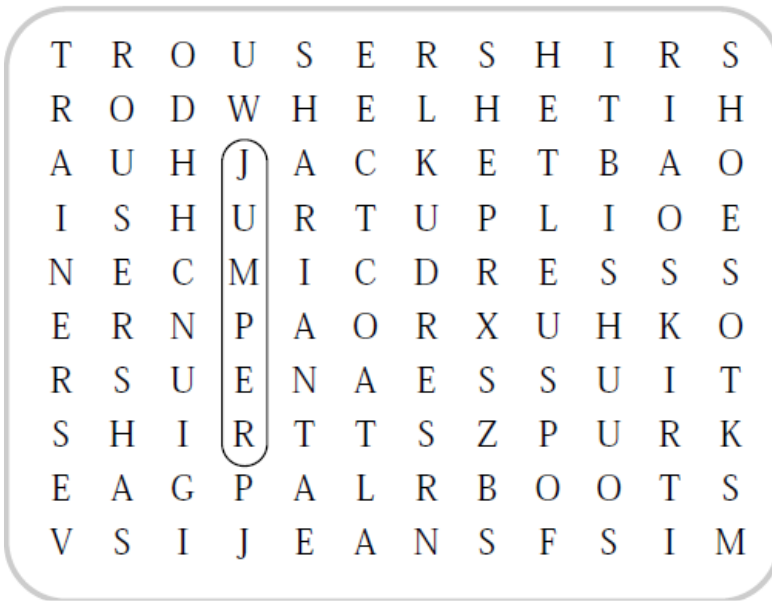 T R O U S E R S H I R S
R O D W H E L H E T I H
A U H J A C K E T B A O
I S H U R T U P L I O E
N E C M I C D R E S S S
E R N P A O R X U H K O
R S U E N A E S S U I T
S H I R T T S Z P U R K
E A G P A L R B O O T S
V S I J E A N S F S I M